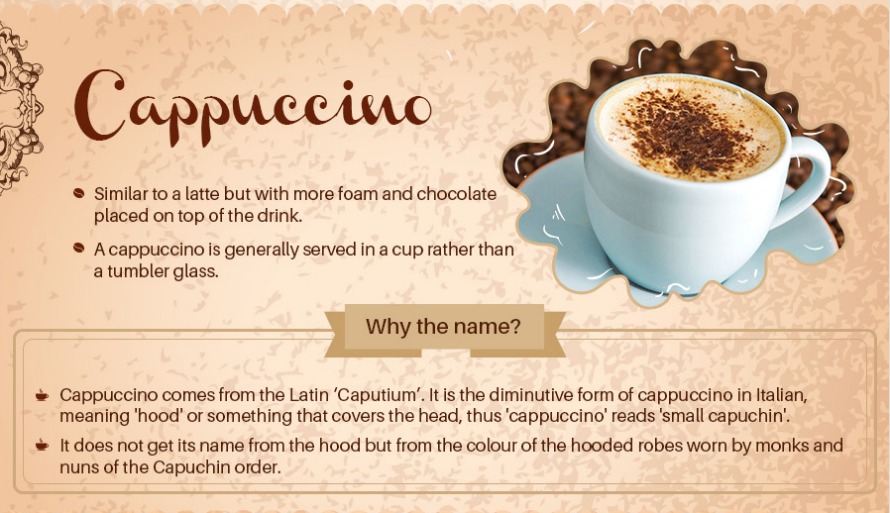 Cappuccino
Similar to a latte but with more foam and chocolate
placed on top of the drink.
A cappuccino is generally served in a cup rather than
a tumbler glass.
Why the name?
Cappuccino comes from the Latin ‘Caputium’. It is the diminutive form of cappuccino in Italian,
meaning 'hood' or something that covers the head, thus 'cappuccino' reads 'small capuchin'.
It does not get its name from the hood but from the colour of the hooded robes worn by monks and
nuns of the Capuchin order.